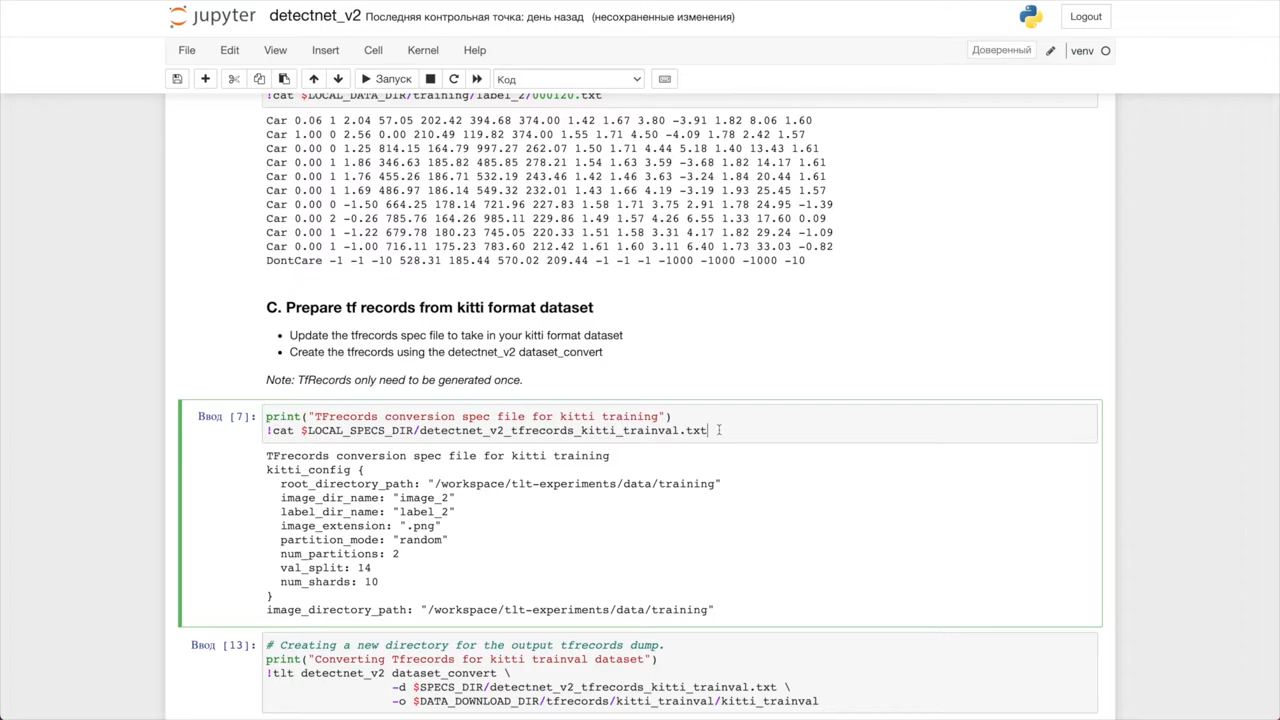 jupyter detectnet_v2 Последняя контрольная точка: день назад (несохраненные изменения) Logout
File Edit View Insert Cell Kernel Help Доверенный venv
Запуск Код
!cat $LOCAL_DATA_DIR/training/label_2/000120.txt
Car 0.06 1 2.04 57.05 202.42 394.68 374.00 1.42 1.67 3.80 -3.91 1.82 8.06 1.60
Car 1.00 0 2.56 0.00 210.49 119.82 374.00 1.55 1.71 4.50 -4.09 1.78 2.42 1.57
Car 0.00 0 1.25 814.15 164.79 997.27 262.07 1.50 1.71 4.44 5.18 1.40 13.43 1.61
Car 0.00 1 1.86 346.63 185.82 485.85 278.21 1.54 1.63 3.59 -3.68 1.82 14.17 1.61
Car 0.00 1 1.76 455.26 186.71 532.19 243.46 1.42 1.46 3.63 -3.24 1.84 20.44 1.61
Car 0.00 1 1.69 486.97 186.14 549.32 232.01 1.43 1.66 4.19 -3.19 1.93 25.45 1.57
Car 0.00 0 -1.50 664.25 178.14 721.96 227.83 1.58 1.71 3.75 2.91 1.78 24.95 -1.39
Car 0.00 2 -0.26 785.76 164.26 985.11 229.86 1.49 1.57 4.26 6.55 1.33 17.60 0.09
Car 0.00 1 -1.22 679.78 180.23 745.05 220.33 1.51 1.58 3.31 4.17 1.82 29.24 -1.09
Car 0.00 1 -1.00 716.11 175.23 783.60 212.42 1.61 1.60 3.11 6.40 1.73 33.03 -0.82
DontCare -1 -1 -10 528.31 185.44 570.02 209.44 -1 -1 -1 -1000 -1000 -1000 -10
C. Prepare tf records from kitti format dataset
• Update the tfrecords spec file to take in your kitti format dataset
• Create the tfrecords using the detectnet_v2 dataset_convert
Note: TfRecords only need to be generated once.
Ввод [7]: print("TFrecords conversion spec file for kitti training")
!cat $LOCAL_SPECS_DIR/detectnet_v2_tfrecords_kitti_trainval.txt
TFrecords conversion spec file for kitti training
kitti_config {
root_directory_path: "/workspace/tlt-experiments/data/training"
image_dir_name: "image_2"
label_dir_name: "label_2"
image_extension: ".png"
partition_mode: "random"
num_partitions: 2
val_split: 14
num_shards: 10
}
image_directory_path: "/workspace/tlt-experiments/data/training"
Ввод [13]: # Creating a new directory for the output tfrecords dump.
print("Converting Tfrecords for kitti trainval dataset")
!tlt detectnet_v2 dataset_convert \
-d $SPECS_DIR/detectnet_v2_tfrecords_kitti_trainval.txt \
-o $DATA_DOWNLOAD_DIR/tfrecords/kitti_trainval/kitti_trainval